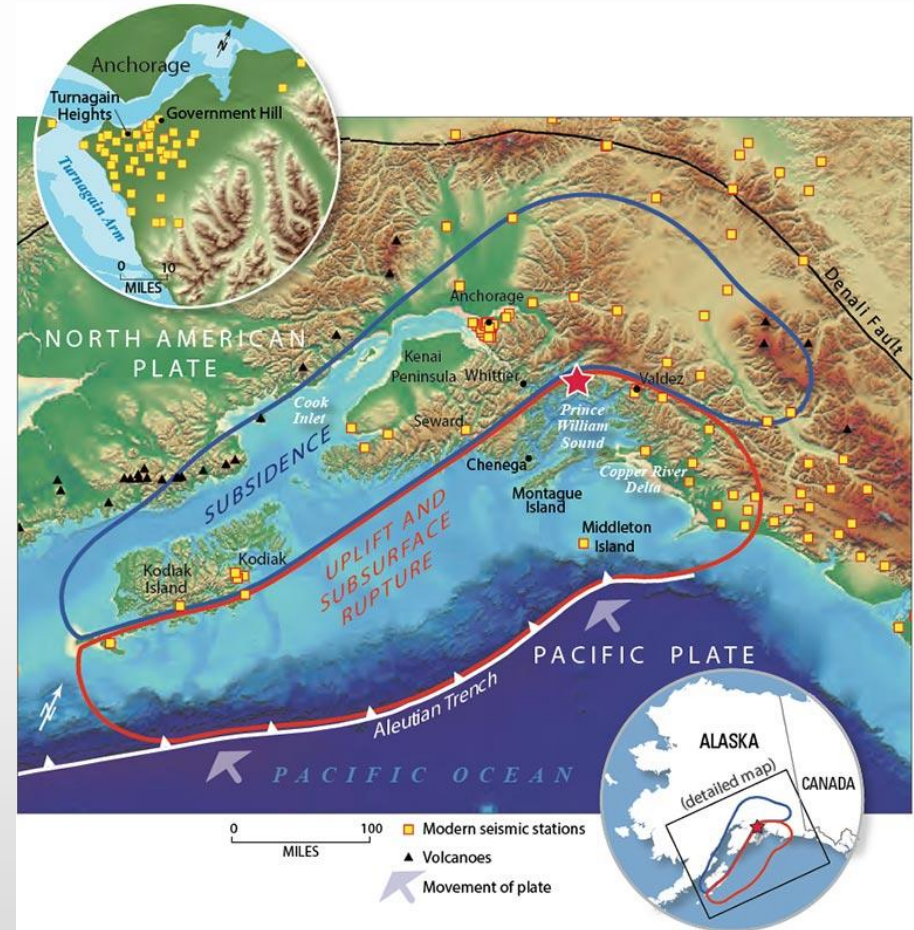 Anchorage
Turnagain
Heights
Government Hill
Turnagain Arm
N
0 10
MILES
Denali Fault
NORTH AMERICAN
PLATE
Anchorage
Kenai
Peninsula
Whittier
Valdez
Cook
Inlet
Prince
William
Sound
Seward
SUBSIDENCE
Chenega
Copper River
Delta
Montague
Island
UPLIFT AND
SUBSURFACE
RUPTURE
Middleton
Island
Kodiak
Kodiak
Island
PACIFIC PLATE
Aleutian Trench
N
PACIFIC OCEAN
ALASKA
CANADA
(detailed map)
0 100
MILES
Modern seismic stations
Volcanoes
Movement of plate